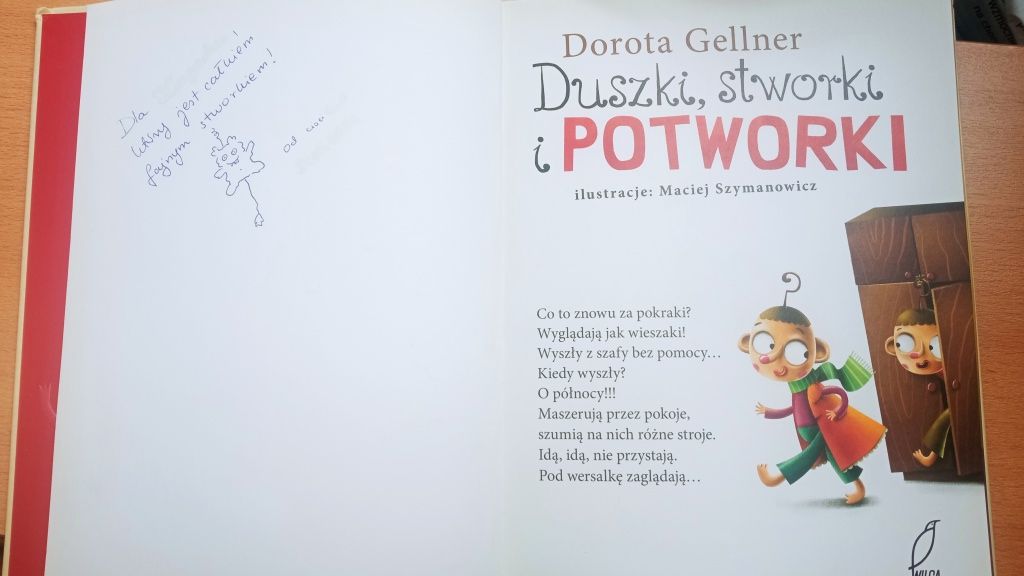 Dla
który jest całkiem
fajnym stworkiem!
od
Dorota Gellner
Duszki, stworki
i POTWORKI
ilustracje: Maciej Szymanowicz
Co to znowu za pokraki?
Wyglądają jak wieszaki!
Wyszły z szafy bez pomocy…
Kiedy wyszły?
O północy!!!
Maszerują przez pokoje,
szumią na nich różne stroje.
Idą, idą, nie przystają.
Pod wersalkę zaglądają…
WILGA